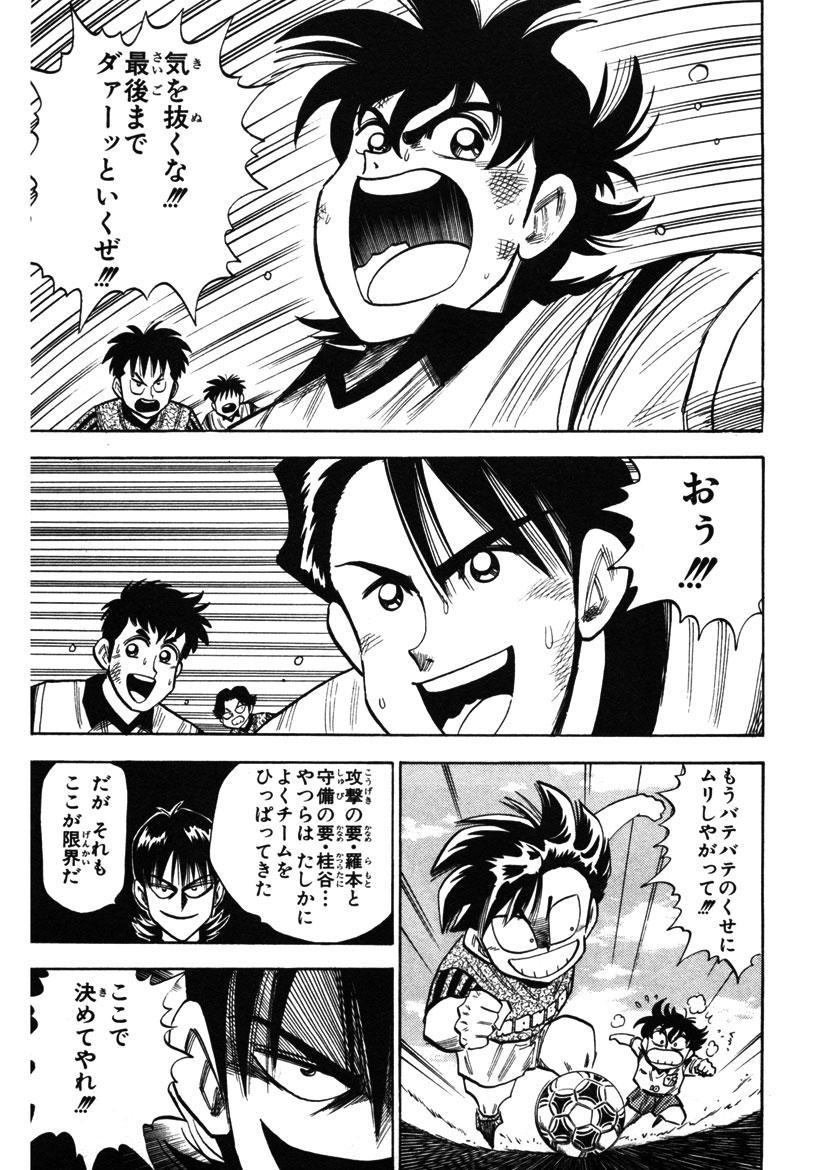 気を抜くな!!!
最後まで
ダァーッといくぜ!!!
おう!!!
もうバテバテのくせに
ムリしやがって!!!
攻撃の要・羅本と
守備の要・桂谷…
やつらは たしかに
よくチームを
ひっぱってきた
だが それも
ここが限界だ
ここで
決めてやれ!!!